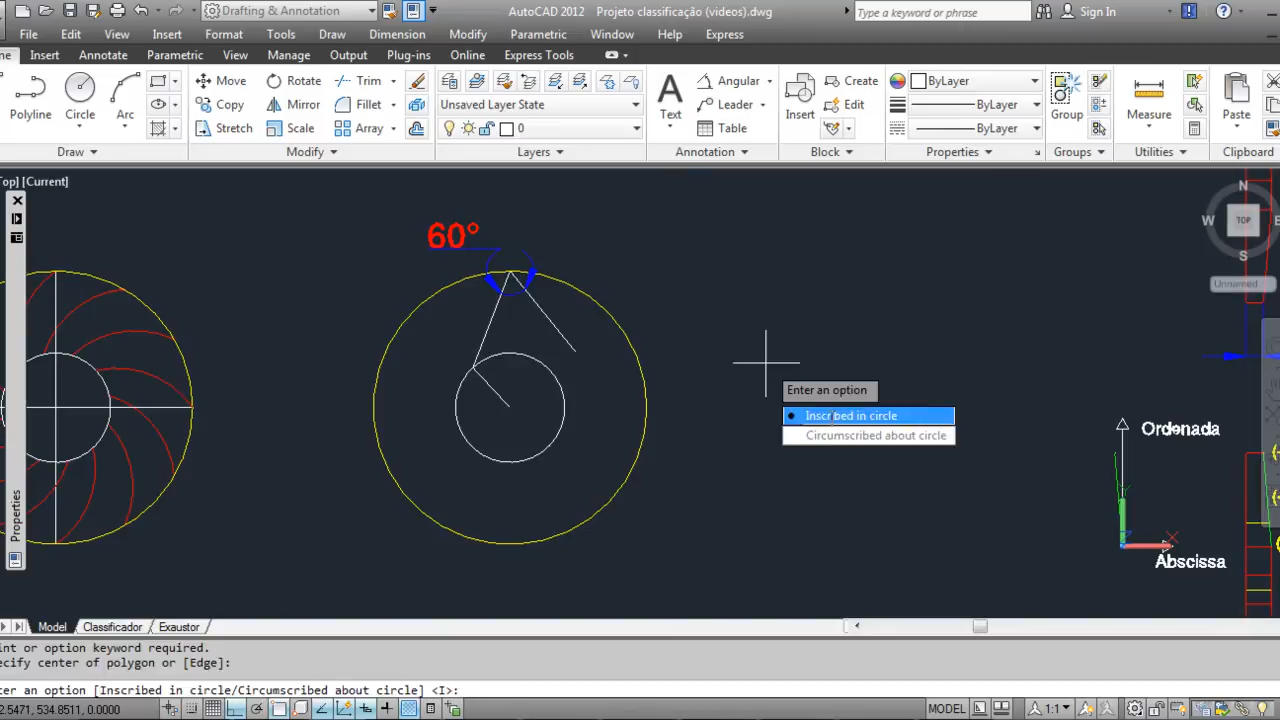 Drafting & Annotation
AutoCAD 2012 Projeto classificação (videos).dwg
Type a keyword or phrase
Sign In
File Edit View Insert Format Tools Draw Dimension Parametric Window Help Express
me Insert Annotate Parametric View Manage Output Plug-ins Online Express Tools
Polyline Circle Arc
Move Rotate Trim
Copy Mirror Fillet
Stretch Scale Array
Unsaved Layer State
0
Text
Angular
Leader
Table
Insert
Create
Edit
ByLayer
ByLayer
ByLayer
Group
Measure
Paste
Draw Modify Layers Annotation Block Properties Groups Utilities Clipboard
Top] [Current]
N
W TOP E
S
Unnamed
60°
Enter an option
Inscribed in circle
Circumscribed about circle
Ordenada
Y
X
Abscissa
Properties
Model Classificador Exaustor
int or option keyword required.
ecify center of polygon or [Edge]:
ter an option [Inscribed in circle/Circumscribed about circle] <I>:
2.5471, 534.8511, 0.0000
MODEL
1:1